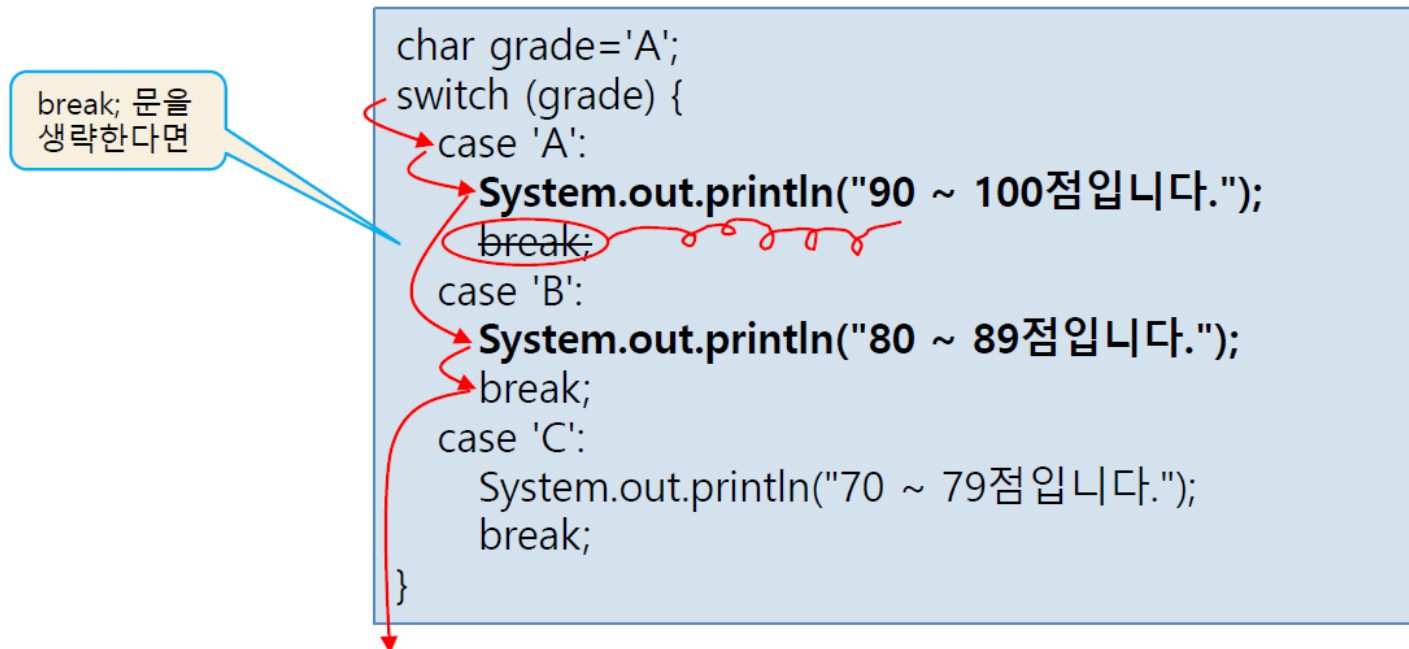 break; 문을
생략한다면
char grade='A';
switch (grade) {
case 'A':
System.out.println("90 ~ 100점입니다.");
break;
case 'B':
System.out.println("80 ~ 89점입니다.");
break;
case 'C':
System.out.println("70 ~ 79점입니다.");
break;
}